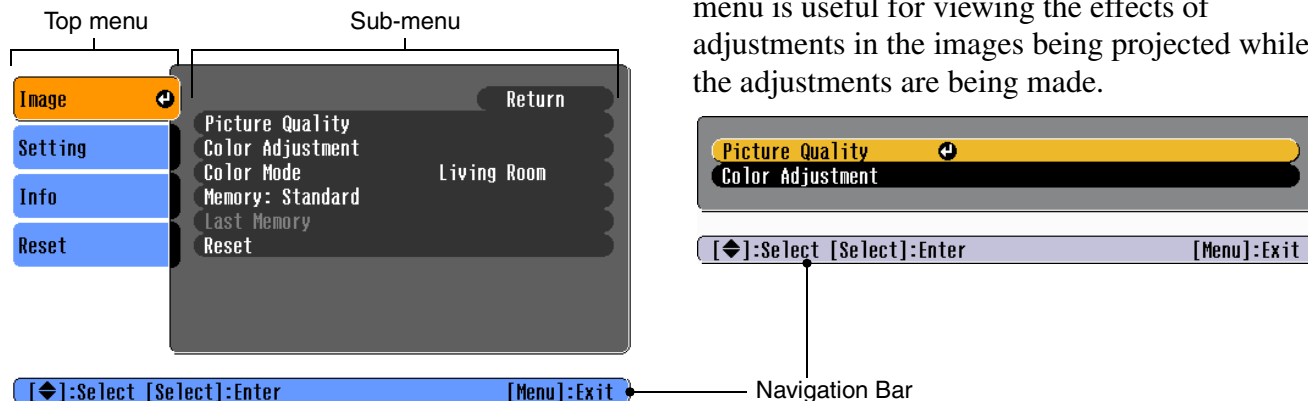 Top menu
Sub-menu
Image
Setting
Info
Reset
Return
Picture Quality
Color Adjustment
Color Mode Living Room
Memory: Standard
Last Memory
Reset
[◆]:Select [Select]:Enter [Menu]:Exit
menu is useful for viewing the effects of
adjustments in the images being projected while
the adjustments are being made.
Picture Quality
Color Adjustment
[◆]:Select [Select]:Enter [Menu]:Exit
Navigation Bar